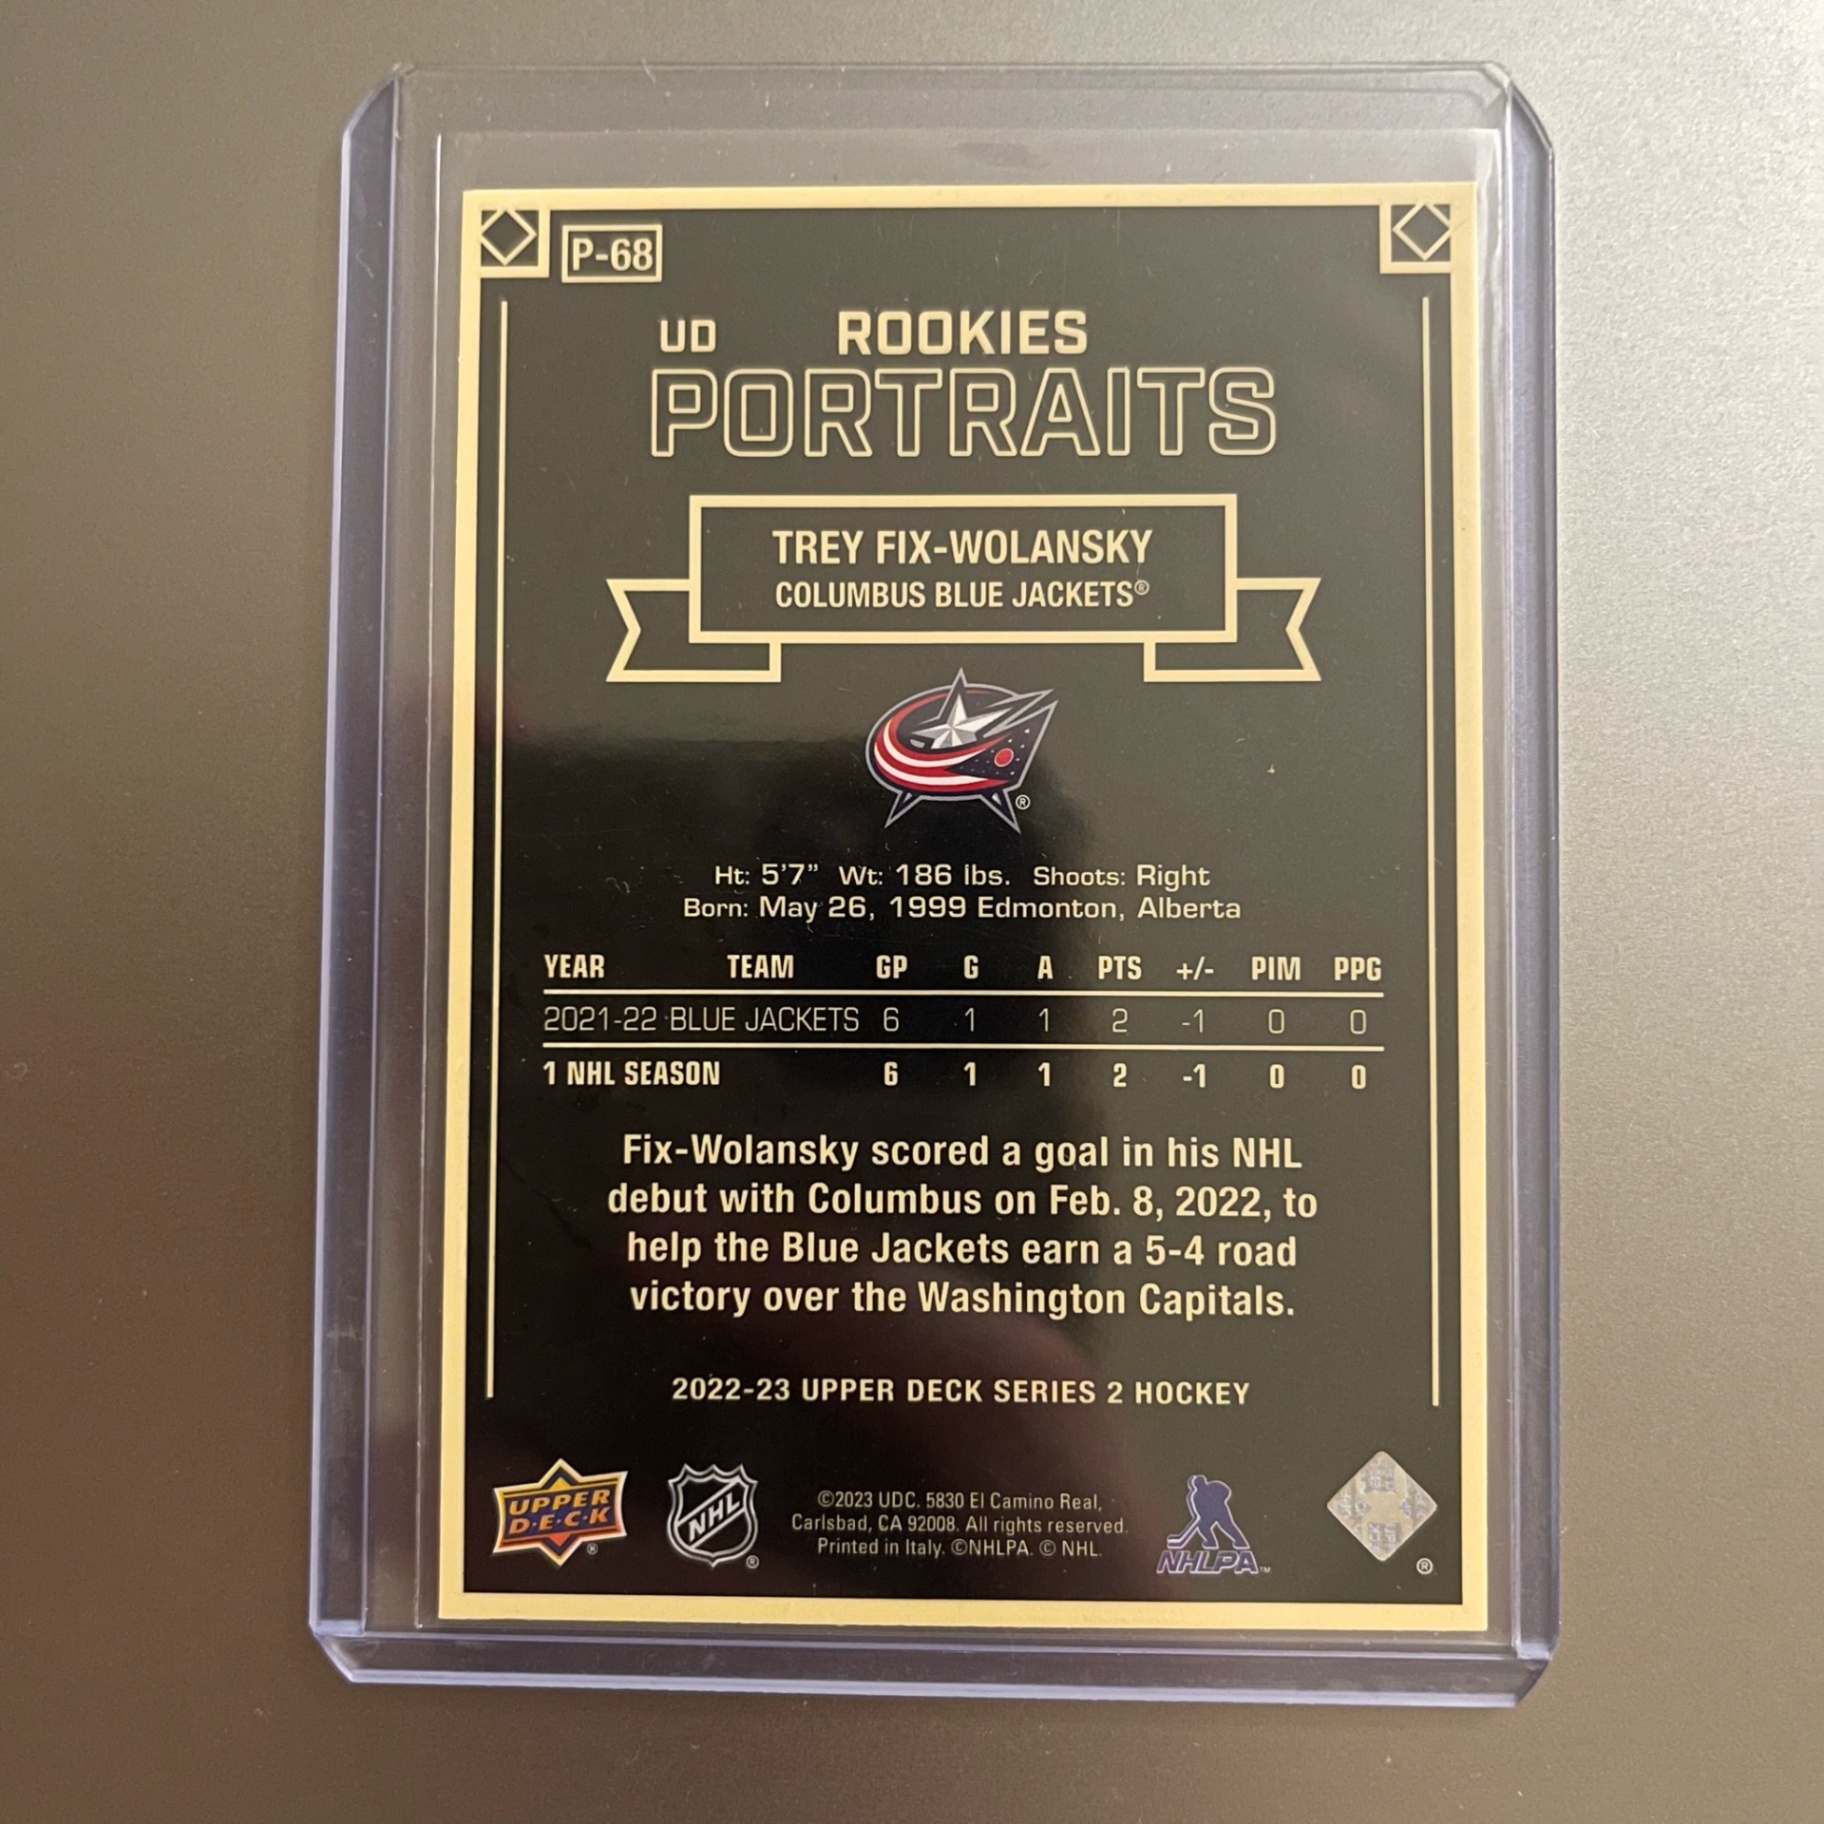 P-68
UD ROOKIES
PORTRAITS
TREY FIX-WOLANSKY
COLUMBUS BLUE JACKETS®
®
Ht: 5'7" Wt: 186 lbs. Shoots: Right
Born: May 26, 1999 Edmonton, Alberta
YEAR TEAM GP G A PTS +/- PIM PPG
2021-22 BLUE JACKETS 6 1 1 2 -1 0 0
1 NHL SEASON 6 1 1 2 -1 0 0
Fix-Wolansky scored a goal in his NHL
debut with Columbus on Feb. 8, 2022, to
help the Blue Jackets earn a 5-4 road
victory over the Washington Capitals.
2022-23 UPPER DECK SERIES 2 HOCKEY
UPPER
D·E·C·K
®
NHL
®
©2023 UDC. 5830 El Camino Real,
Carlsbad, CA 92008. All rights reserved.
Printed in Italy. ©NHLPA. © NHL.
NHLPA™
®